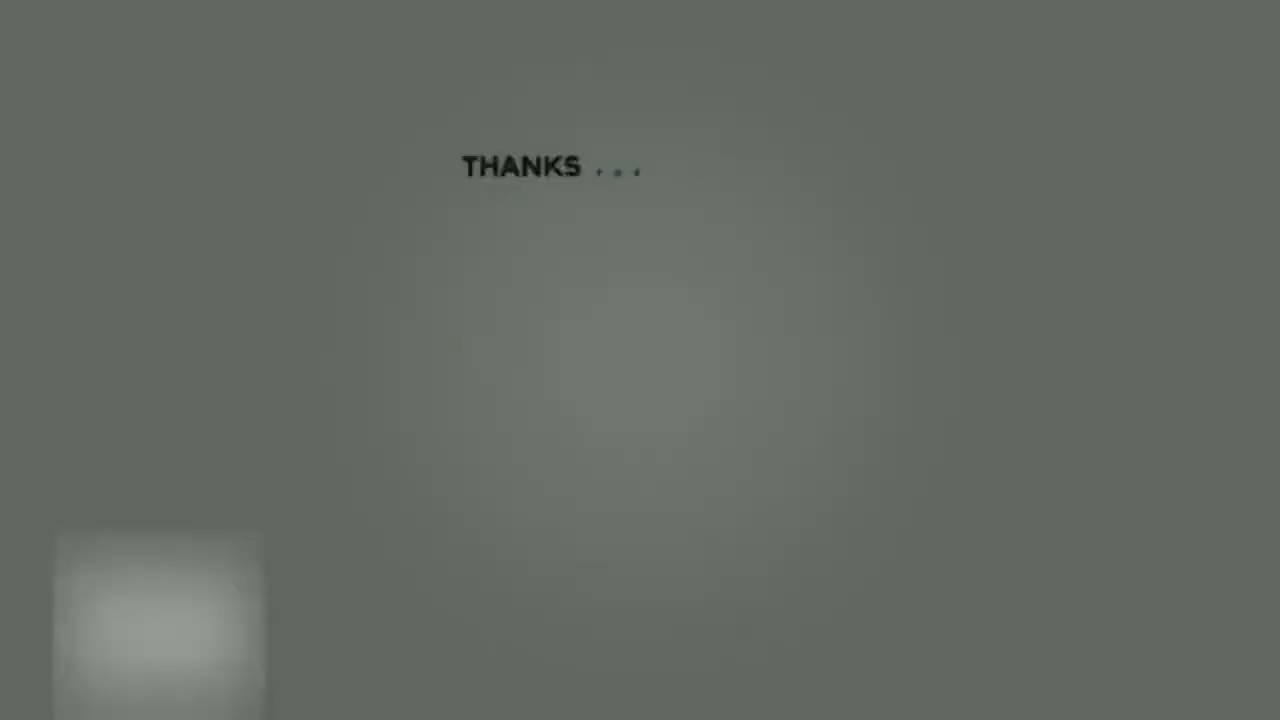 THANKS . . .